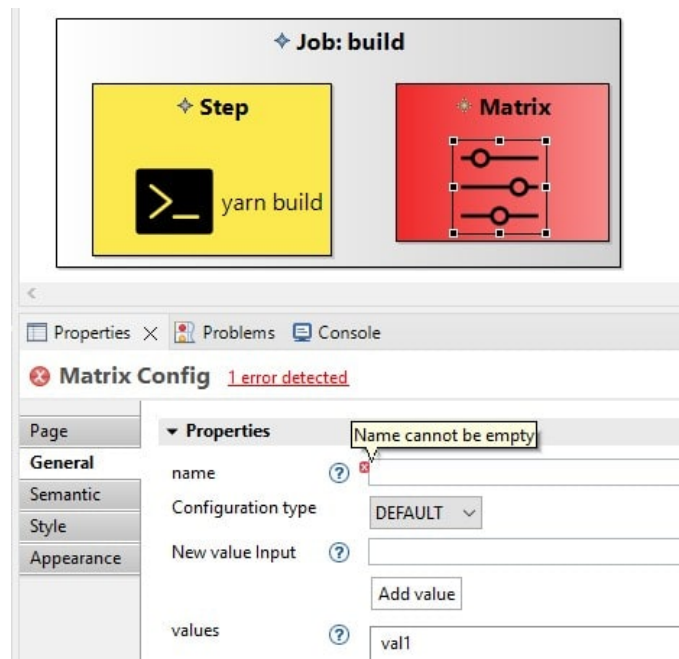 Job: build
Step
Matrix
>_ yarn build
Properties Problems Console
Matrix Config 1 error detected
Page
General
Semantic
Style
Appearance
Properties
Name cannot be empty
name
Configuration type DEFAULT
New value Input
Add value
values val1